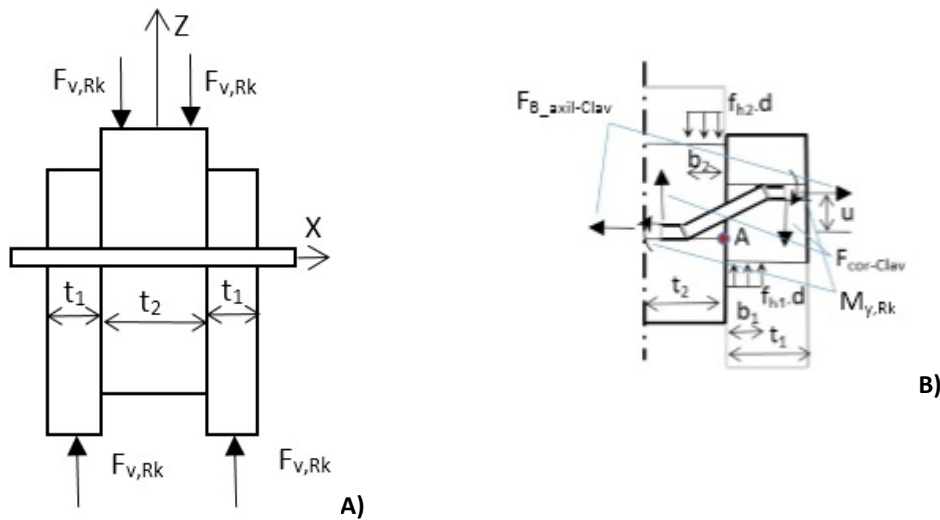 Z
F_v,Rk
F_v,Rk
X
t_1
t_2
t_1
F_v,Rk
F_v,Rk
A)
F_B_axil-Clav
f_h2.d
b_2
u
A
F_cor-Clav
t_2
f_h1.d
M_y,Rk
b_1
t_1
B)